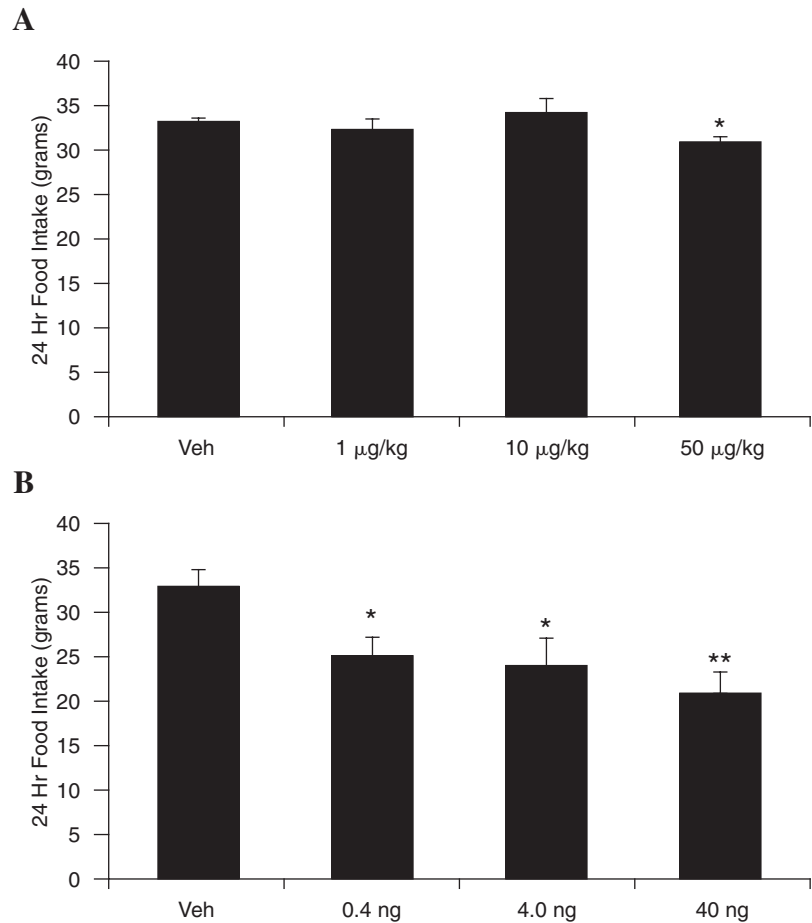 A
24 Hr Food Intake (grams)
40
35
30
25
20
15
10
5
0
*
Veh
1 μg/kg
10 μg/kg
50 μg/kg
B
24 Hr Food Intake (grams)
40
35
30
25
20
15
10
5
0
*
*
**
Veh
0.4 ng
4.0 ng
40 ng